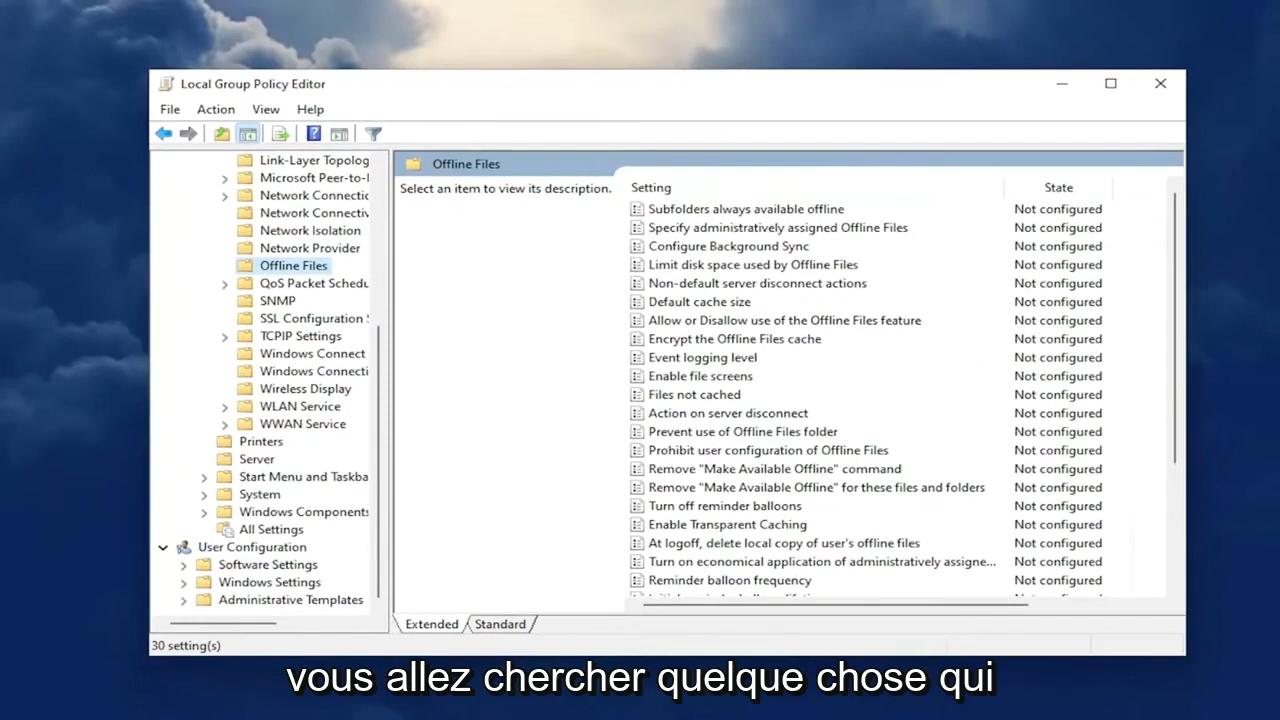 Local Group Policy Editor
File Action View Help
Link-Layer Topolog
Microsoft Peer-to-
Network Connectic
Network Connectiv
Network Isolation
Network Provider
Offline Files
QoS Packet Schedu
SNMP
SSL Configuration
TCPIP Settings
Windows Connect
Windows Connecti
Wireless Display
WLAN Service
WWAN Service
Printers
Server
Start Menu and Taskba
System
Windows Components
All Settings
User Configuration
Software Settings
Windows Settings
Administrative Templates
Offline Files
Select an item to view its description.
Setting State
Subfolders always available offline Not configured
Specify administratively assigned Offline Files Not configured
Configure Background Sync Not configured
Limit disk space used by Offline Files Not configured
Non-default server disconnect actions Not configured
Default cache size Not configured
Allow or Disallow use of the Offline Files feature Not configured
Encrypt the Offline Files cache Not configured
Event logging level Not configured
Enable file screens Not configured
Files not cached Not configured
Action on server disconnect Not configured
Prevent use of Offline Files folder Not configured
Prohibit user configuration of Offline Files Not configured
Remove "Make Available Offline" command Not configured
Remove "Make Available Offline" for these files and folders Not configured
Turn off reminder balloons Not configured
Enable Transparent Caching Not configured
At logoff, delete local copy of user's offline files Not configured
Turn on economical application of administratively assigne... Not configured
Reminder balloon frequency Not configured
Extended Standard
30 setting(s)
vous allez chercher quelque chose qui